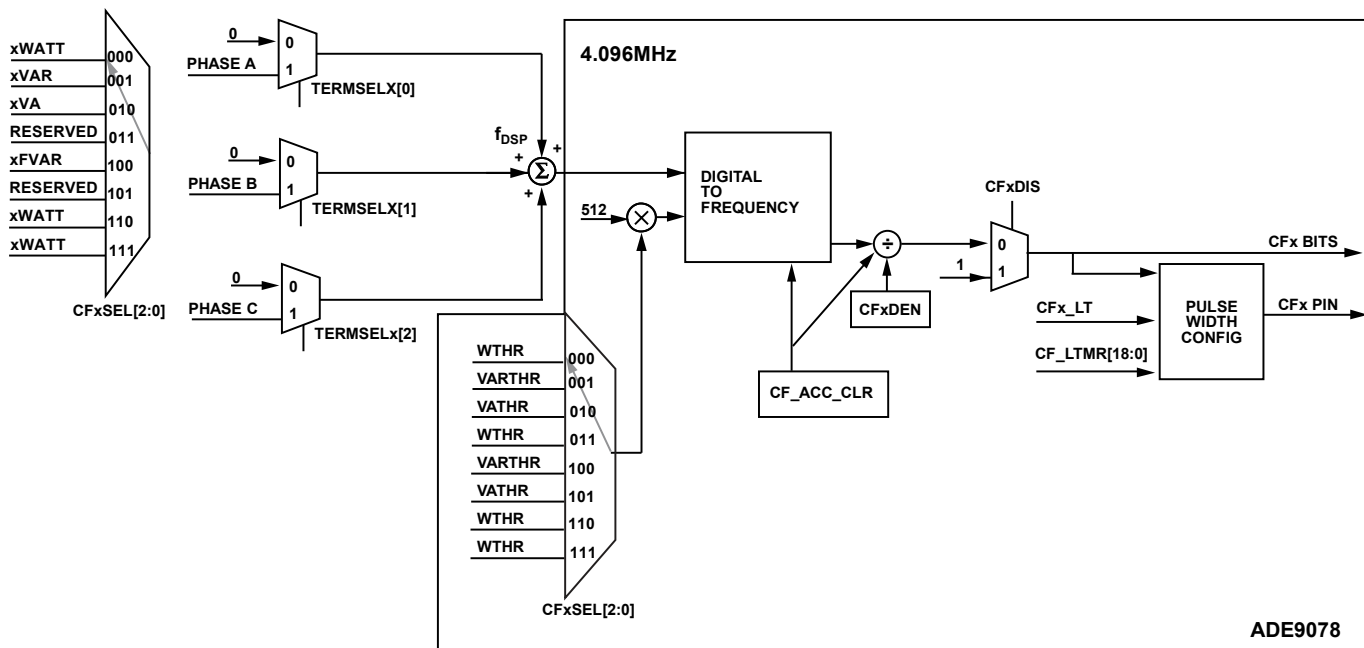 xWATT
000
xVAR
001
xVA
010
RESERVED
011
xFVAR
100
RESERVED
101
xWATT
110
xWATT
111
CFxSEL[2:0]
0
0
PHASE A
1
TERMSELX[0]
0
0
PHASE B
1
TERMSELX[1]
0
0
PHASE C
1
TERMSELx[2]
fDSP
+
+
+
Σ
4.096MHz
512
×
DIGITAL
TO
FREQUENCY
WTHR
000
VARTHR
001
VATHR
010
WTHR
011
VARTHR
100
VATHR
101
WTHR
110
WTHR
111
CFxSEL[2:0]
÷
CFxDEN
CF_ACC_CLR
CFxDIS
0
1
1
CFx BITS
CFx_LT
CF_LTMR[18:0]
PULSE
WIDTH
CONFIG
CFx PIN
ADE9078